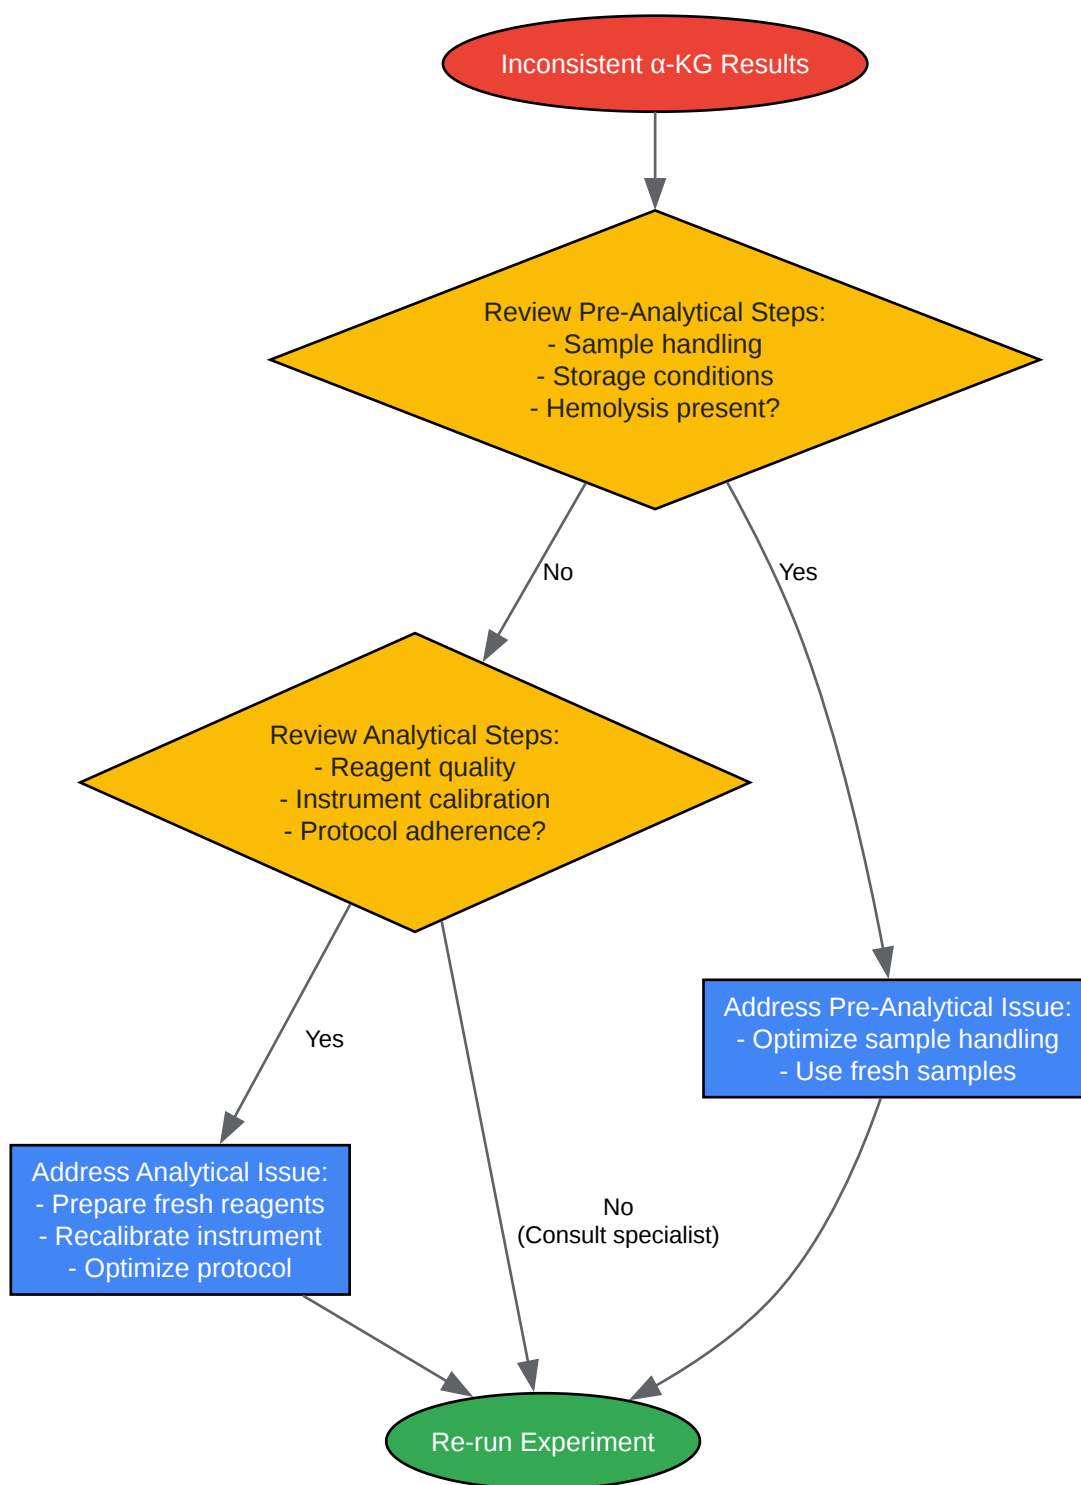 Inconsistent α-KG Results
Review Pre-Analytical Steps:
- Sample handling
- Storage conditions
- Hemolysis present?
No
Yes
Review Analytical Steps:
- Reagent quality
- Instrument calibration
- Protocol adherence?
Yes
Address Pre-Analytical Issue:
- Optimize sample handling
- Use fresh samples
Address Analytical Issue:
- Prepare fresh reagents
- Recalibrate instrument
- Optimize protocol
No
(Consult specialist)
Re-run Experiment